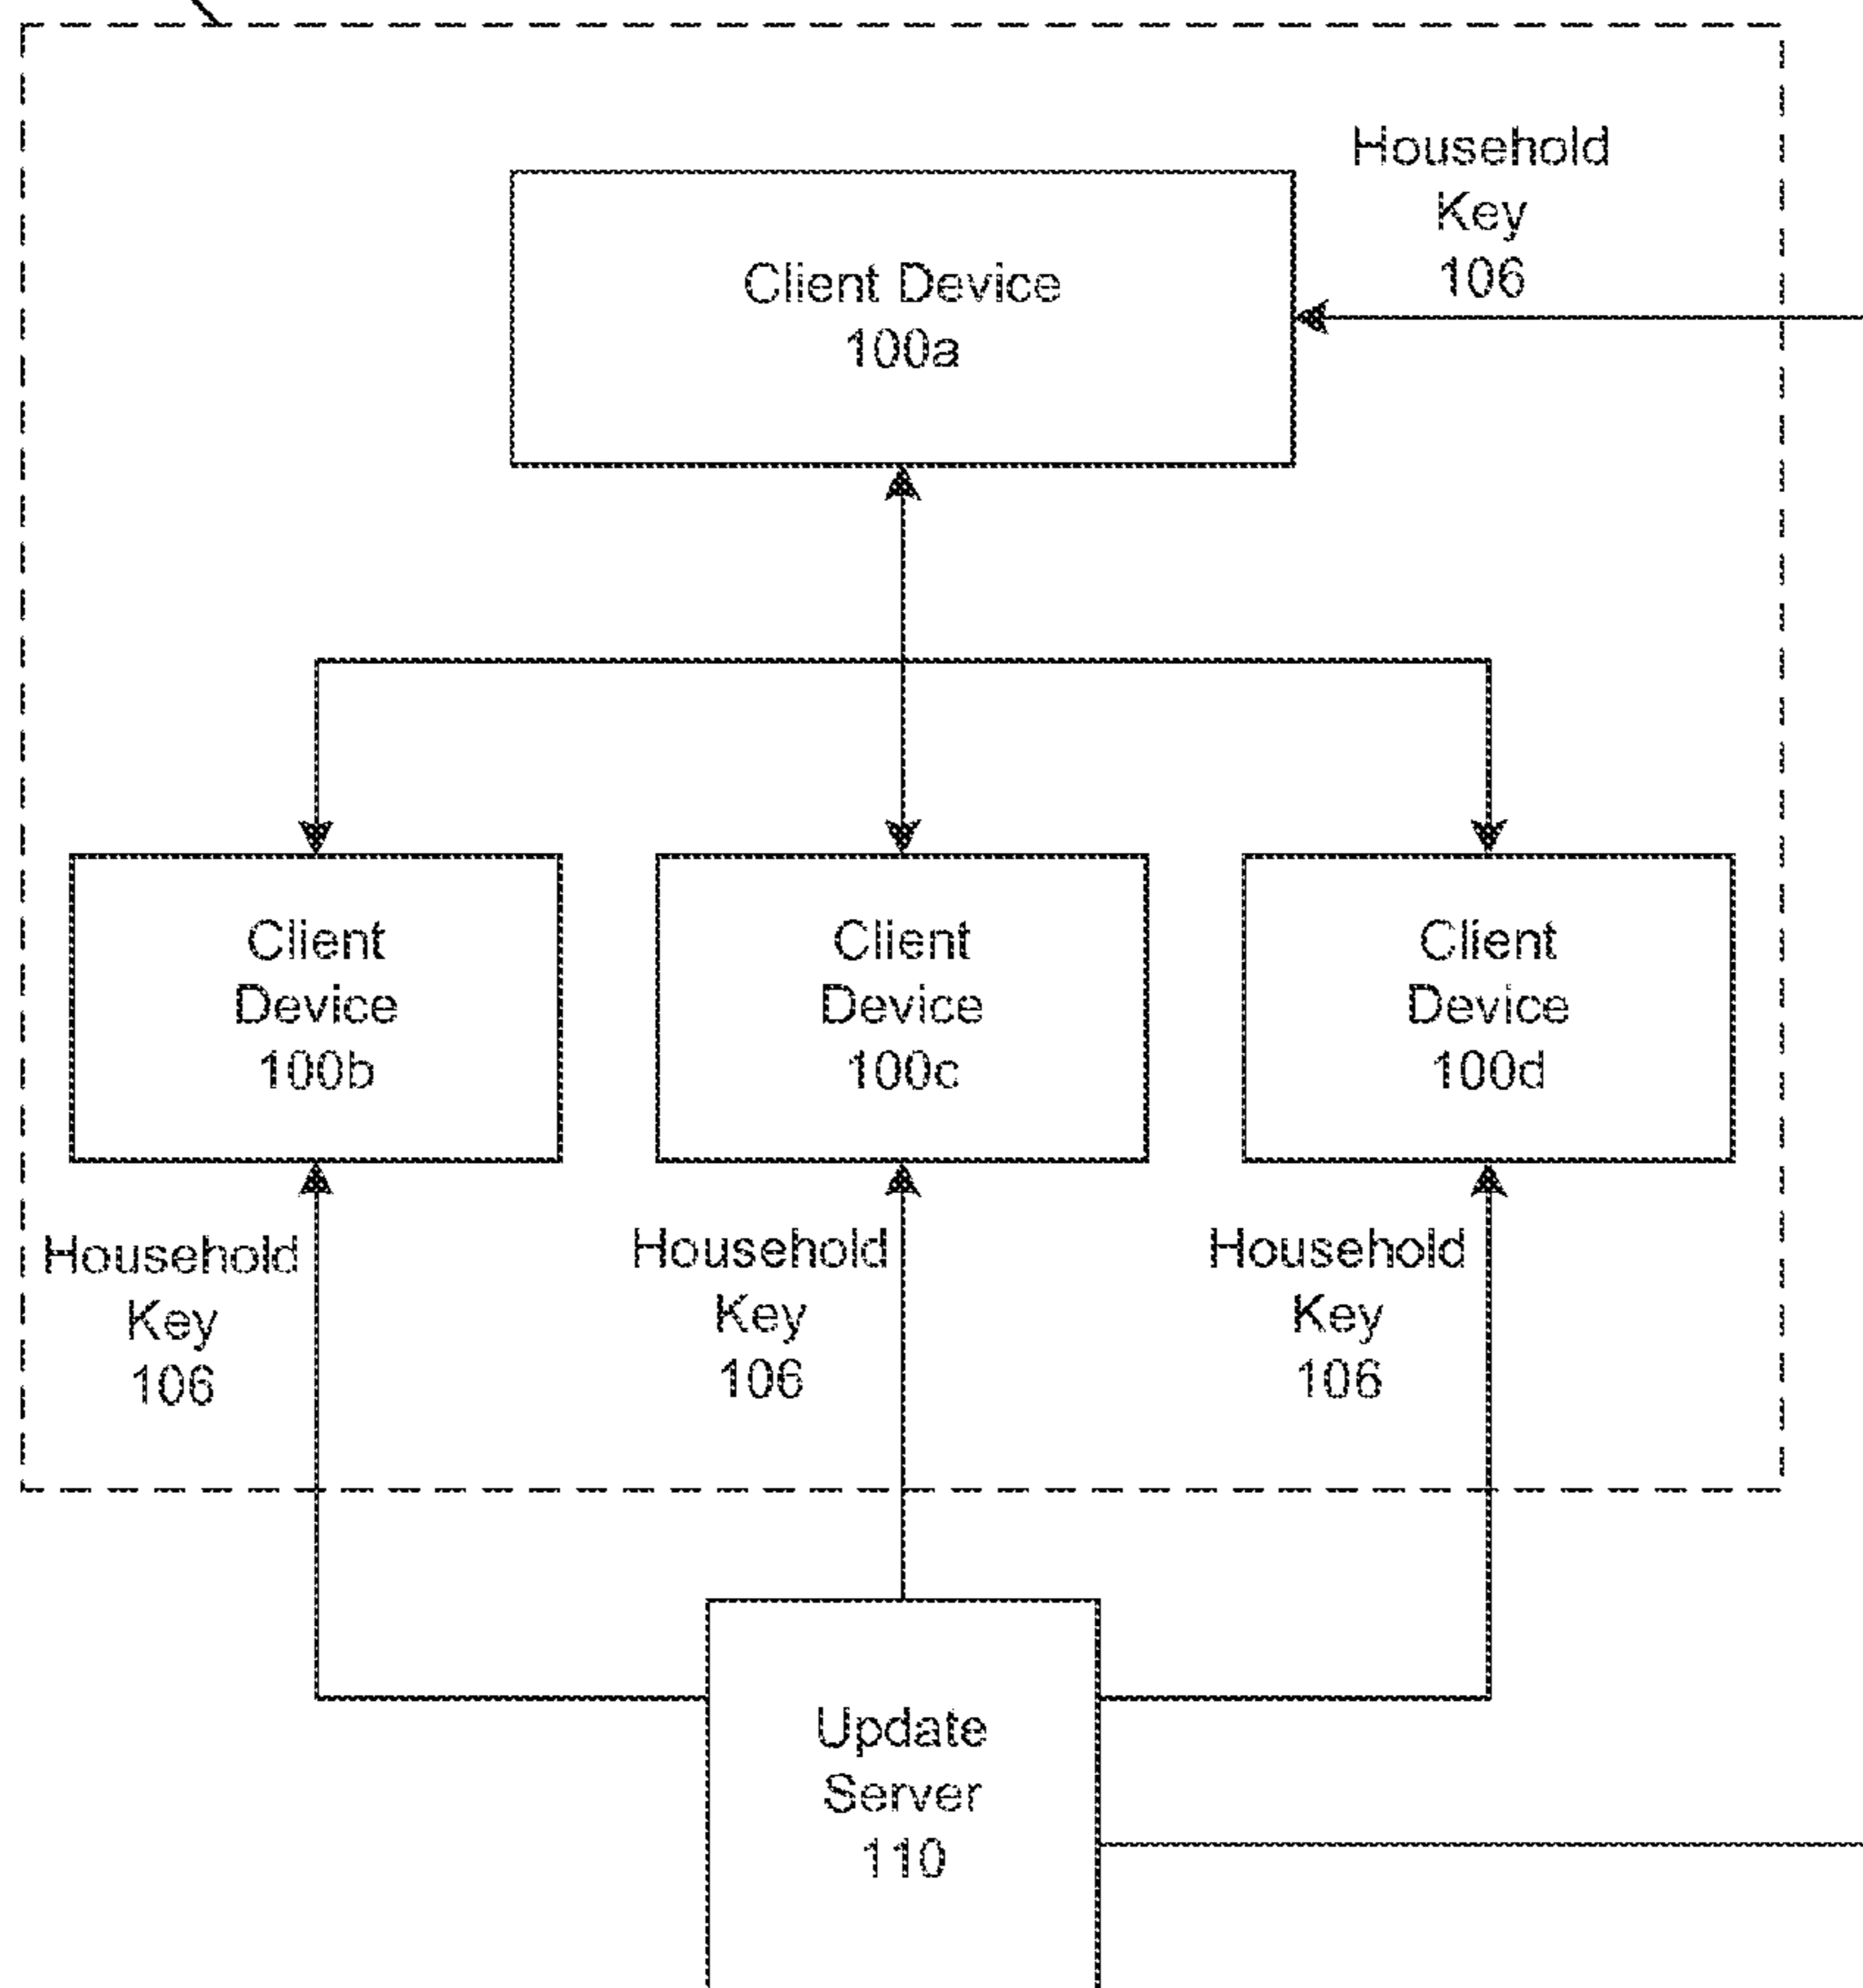 Household
Key
106
Client Device
100a
Client
Device
100b
Client
Device
100c
Client
Device
100d
Household
Key
106
Household
Key
106
Household
Key
106
Update
Server
110